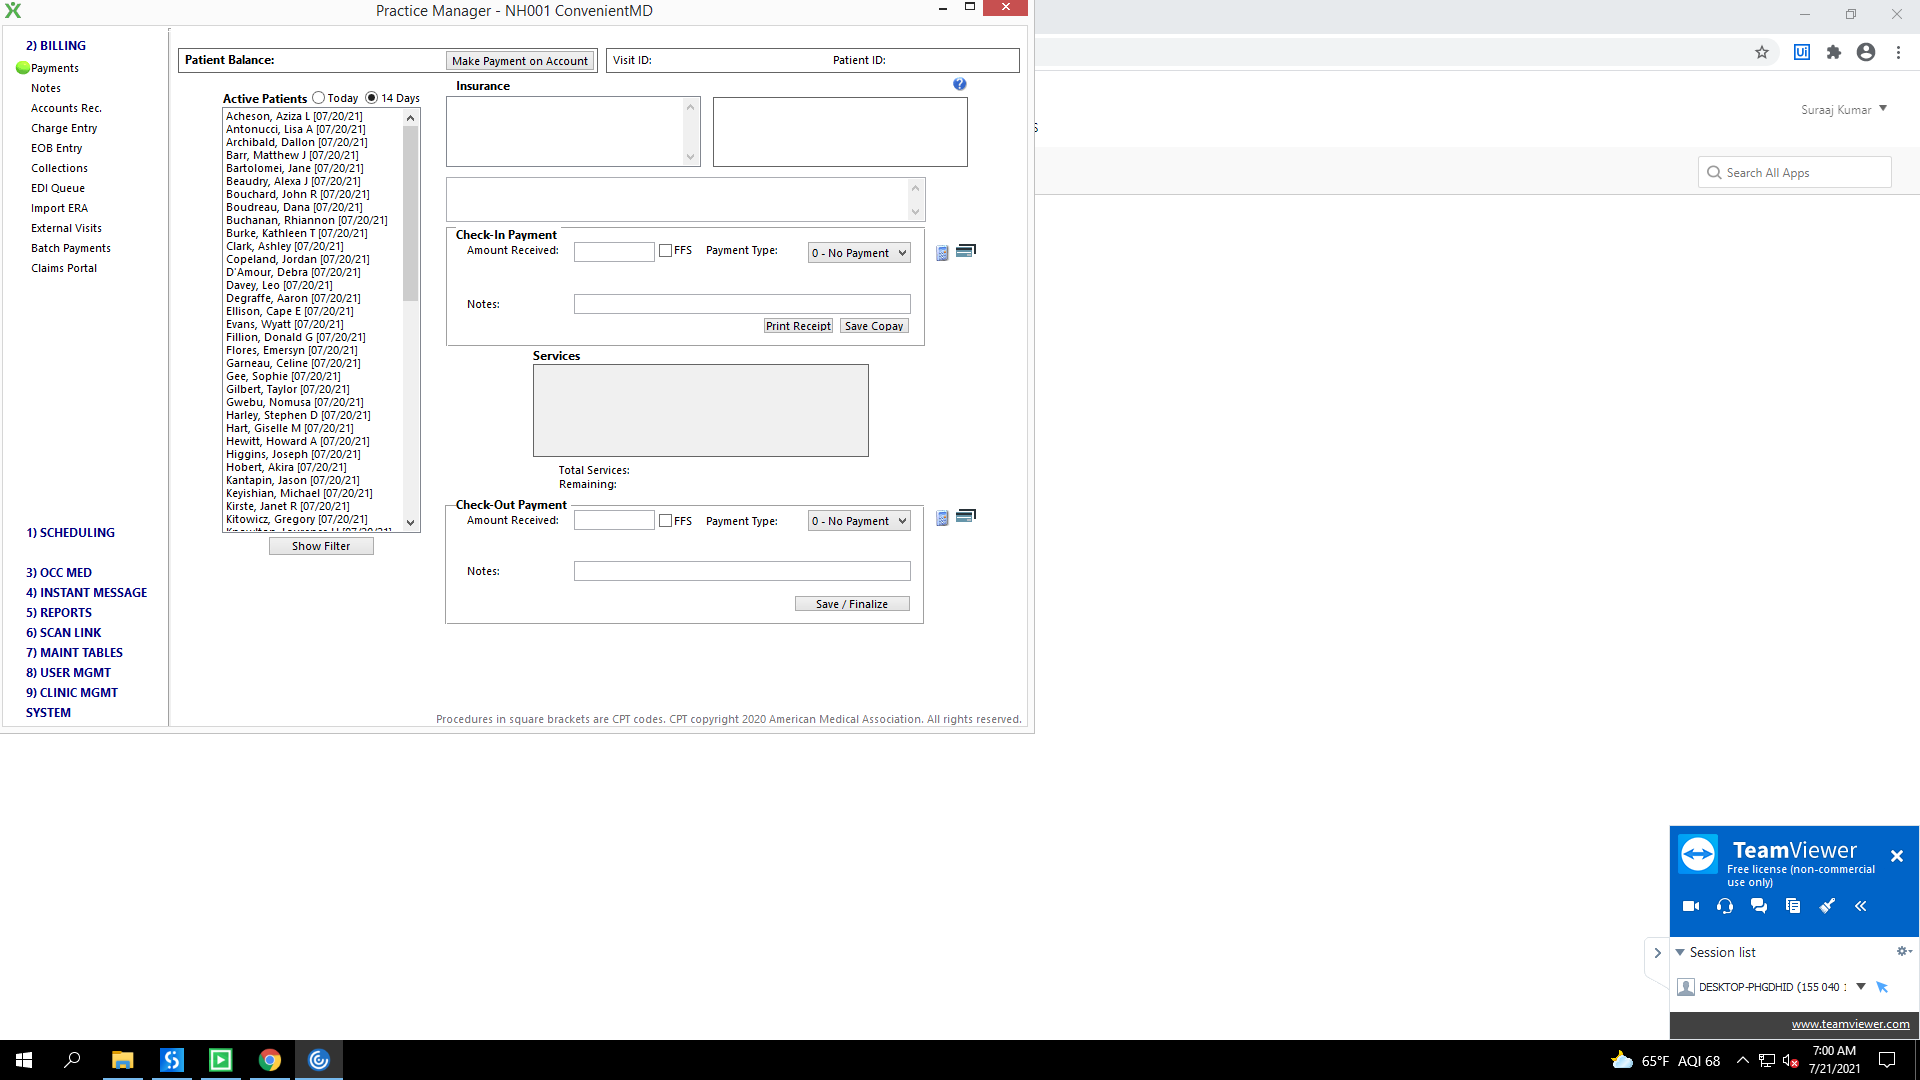 Practice Manager - NH001 ConvenientMD
2) BILLING
Payments
Notes
Accounts Rec.
Charge Entry
EOB Entry
Collections
EDI Queue
Import ERA
External Visits
Batch Payments
Claims Portal
1) SCHEDULING
3) OCC MED
4) INSTANT MESSAGE
5) REPORTS
6) SCAN LINK
7) MAINT TABLES
8) USER MGMT
9) CLINIC MGMT
SYSTEM
Patient Balance:
Make Payment on Account
Visit ID:
Patient ID:
Active Patients
Today
14 Days
Acheson, Aziza L [07/20/21]
Antonucci, Lisa A [07/20/21]
Archibald, Dallon [07/20/21]
Barr, Matthew J [07/20/21]
Bartolomei, Jane [07/20/21]
Beaudry, Alexa J [07/20/21]
Bouchard, John R [07/20/21]
Boudreau, Dana [07/20/21]
Buchanan, Rhiannon [07/20/21]
Burke, Kathleen T [07/20/21]
Clark, Ashley [07/20/21]
Copeland, Jordan [07/20/21]
D'Amour, Debra [07/20/21]
Davey, Leo [07/20/21]
Degraffe, Aaron [07/20/21]
Ellison, Cape E [07/20/21]
Evans, Wyatt [07/20/21]
Fillion, Donald G [07/20/21]
Flores, Emersyn [07/20/21]
Garneau, Celine [07/20/21]
Gee, Sophie [07/20/21]
Gilbert, Taylor [07/20/21]
Gwebu, Nomusa [07/20/21]
Harley, Stephen D [07/20/21]
Hart, Giselle M [07/20/21]
Hewitt, Howard A [07/20/21]
Higgins, Joseph [07/20/21]
Hobert, Akira [07/20/21]
Kantapin, Jason [07/20/21]
Keyishian, Michael [07/20/21]
Kirste, Janet R [07/20/21]
Kitowicz, Gregory [07/20/21]
Show Filter
Insurance
Check-In Payment
Amount Received:
FFS
Payment Type:
0 - No Payment
Notes:
Print Receipt
Save Copay
Services
Total Services:
Remaining:
Check-Out Payment
Amount Received:
FFS
Payment Type:
0 - No Payment
Notes:
Save / Finalize
Procedures in square brackets are CPT codes. CPT copyright 2020 American Medical Association. All rights reserved.
Ui
Suraaj Kumar
Search All Apps
TeamViewer
Free license (non-commercial
use only)
Session list
DESKTOP-PHGDHID (155 040
www.teamviewer.com
65°F AQI 68
7:00 AM
7/21/2021